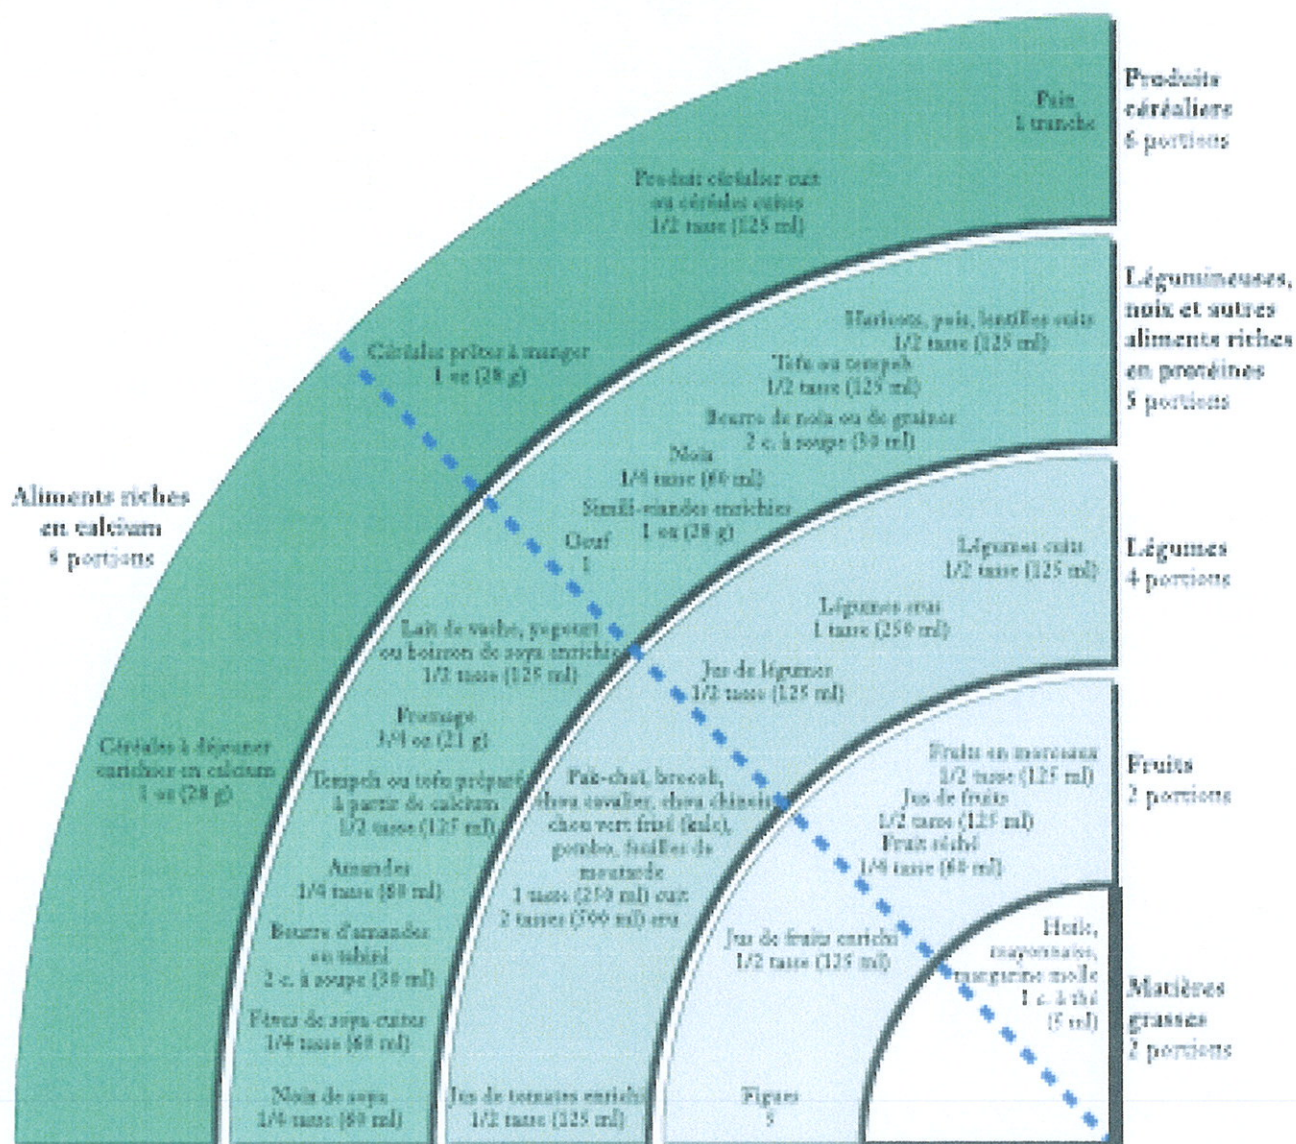 Produits
céréaliers
6 portions
Pain
1 tranche
Produit céréalier cuit
ou céréales cuites
1/2 tasse (125 ml)
Céréales prêtes à manger
1 oz (28 g)
Légumineuses,
noix et autres
aliments riches
en protéines
5 portions
Haricots, pois, lentilles cuits
1/2 tasse (125 ml)
Tofu ou tempeh
1/2 tasse (125 ml)
Beurre de noix ou de graines
2 c. à soupe (30 ml)
Noix
1/4 tasse (60 ml)
Simili-viandes enrichies
1 oz (28 g)
Oeuf
1
Légumes
4 portions
Légumes cuits
1/2 tasse (125 ml)
Légumes crus
1 tasse (250 ml)
Jus de légumes
1/2 tasse (125 ml)
Fruits
2 portions
Fruits en morceaux
1/2 tasse (125 ml)
Jus de fruits
1/2 tasse (125 ml)
Fruit séché
1/4 tasse (60 ml)
Matières
grasses
2 portions
Huile,
mayonnaise,
margarine molle
1 c. à thé
(5 ml)
Aliments riches
en calcium
8 portions
Céréales à déjeuner
enrichies en calcium
1 oz (28 g)
Lait de vache, yogourt
ou boisson de soya enrichie
1/2 tasse (125 ml)
Fromage
3/4 oz (21 g)
Tempeh ou tofu préparé
à partir de calcium
1/2 tasse (125 ml)
Amandes
1/4 tasse (60 ml)
Beurre d'amandes
ou tahini
2 c. à soupe (30 ml)
Fèves de soya cuites
1/4 tasse (60 ml)
Noix de soya
1/4 tasse (60 ml)
Pak-choï, brocoli,
chou cavalier, chou chinois
chou vert frisé (kale),
gombo, feuilles de
moutarde
1 tasse (250 ml) cuit
2 tasses (500 ml) cru
Jus de tomates enrichi
1/2 tasse (125 ml)
Jus de fruits enrichi
1/2 tasse (125 ml)
Figues
5